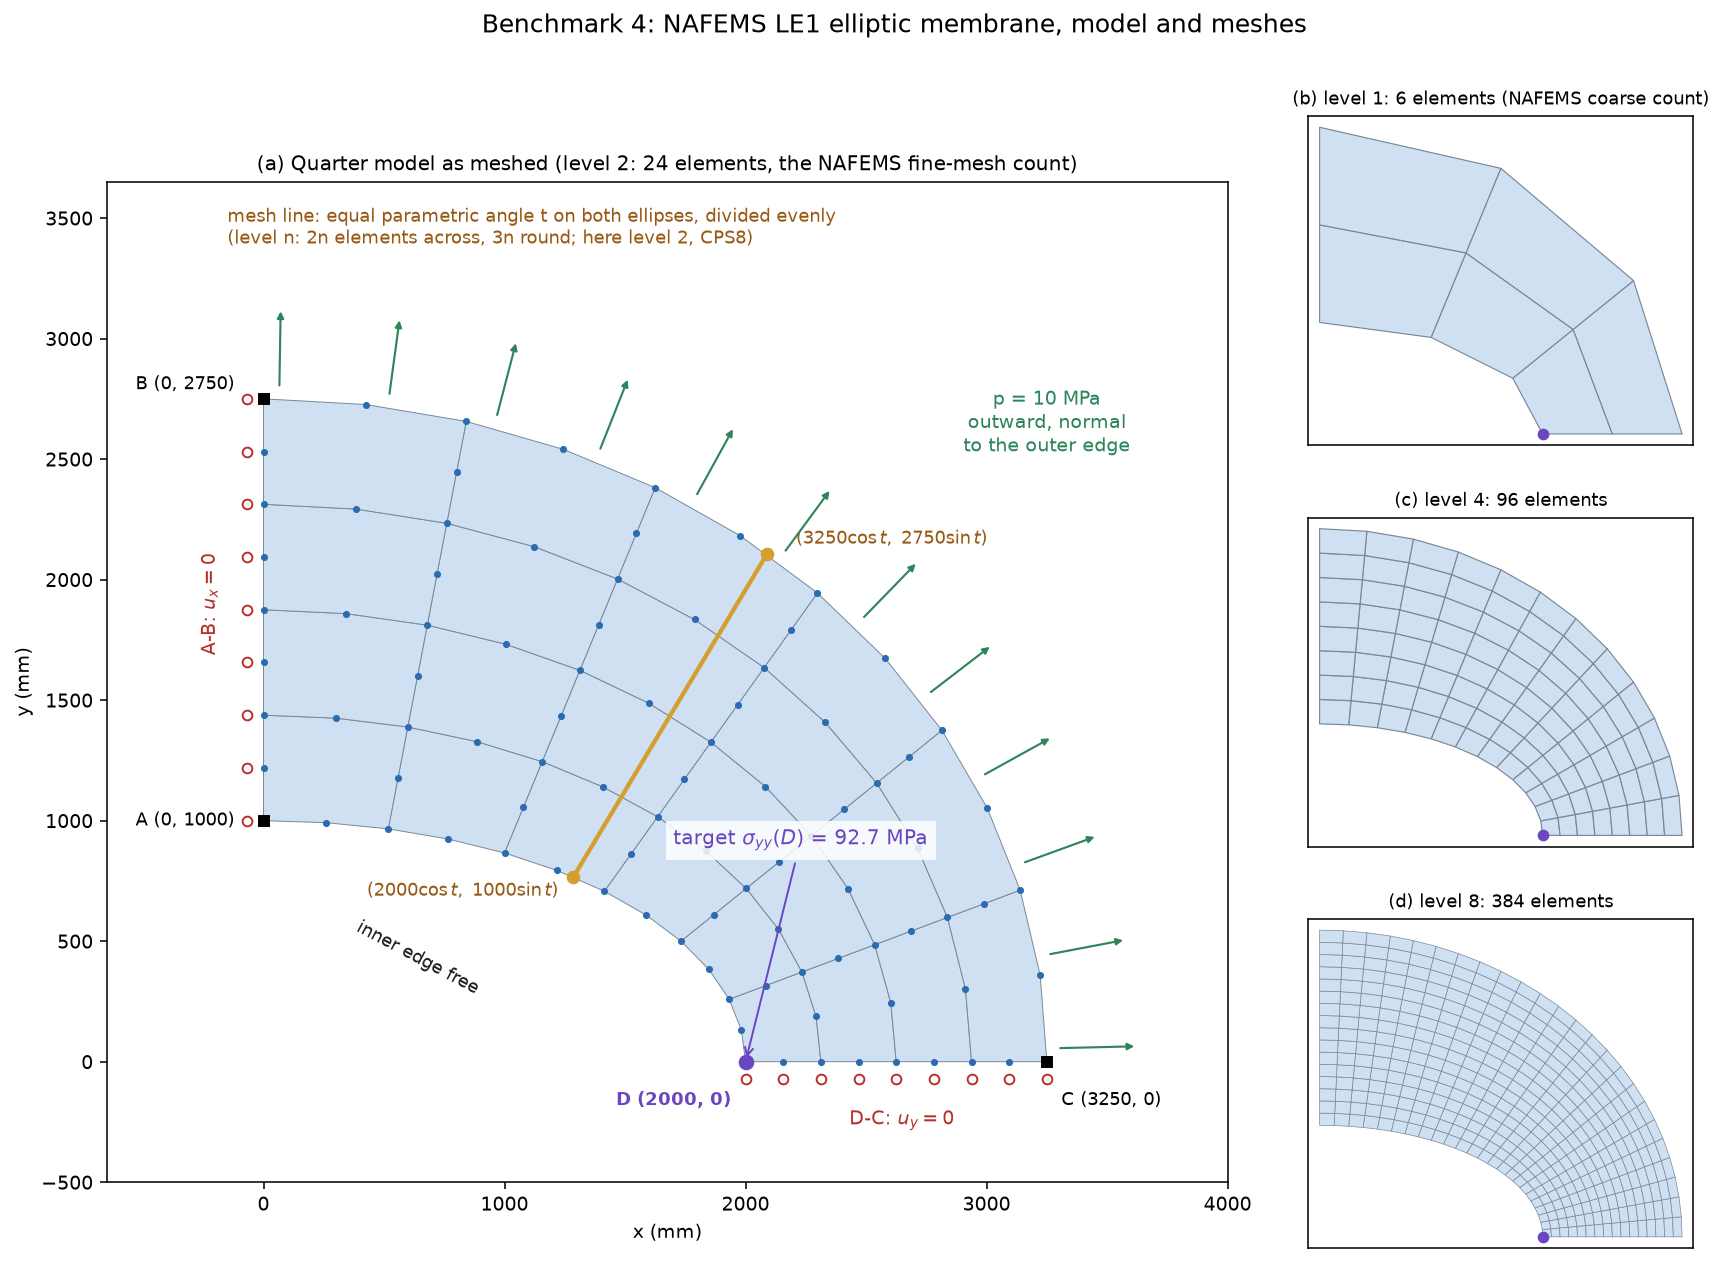 Benchmark 4: NAFEMS LE1 elliptic membrane, model and meshes
(a) Quarter model as meshed (level 2: 24 elements, the NAFEMS fine-mesh count)
mesh line: equal parametric angle t on both ellipses, divided evenly
(level n: 2n elements across, 3n round; here level 2, CPS8)
p = 10 MPa
outward, normal
to the outer edge
B (0, 2750)
(3250cos t, 2750sin t)
A-B: u_x = 0
A (0, 1000)
target σ_yy(D) = 92.7 MPa
(2000cos t, 1000sin t)
inner edge free
D (2000, 0)
C (3250, 0)
D-C: u_y = 0
3500
3000
2500
2000
1500
1000
500
0
−500
y (mm)
0
1000
2000
3000
4000
x (mm)
(b) level 1: 6 elements (NAFEMS coarse count)
(c) level 4: 96 elements
(d) level 8: 384 elements